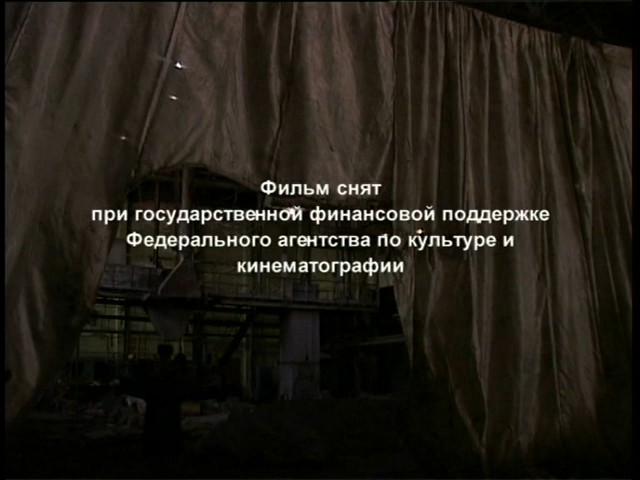 Фильм снят
при государственной финансовой поддержке
Федерального агентства по культуре и
кинематографии